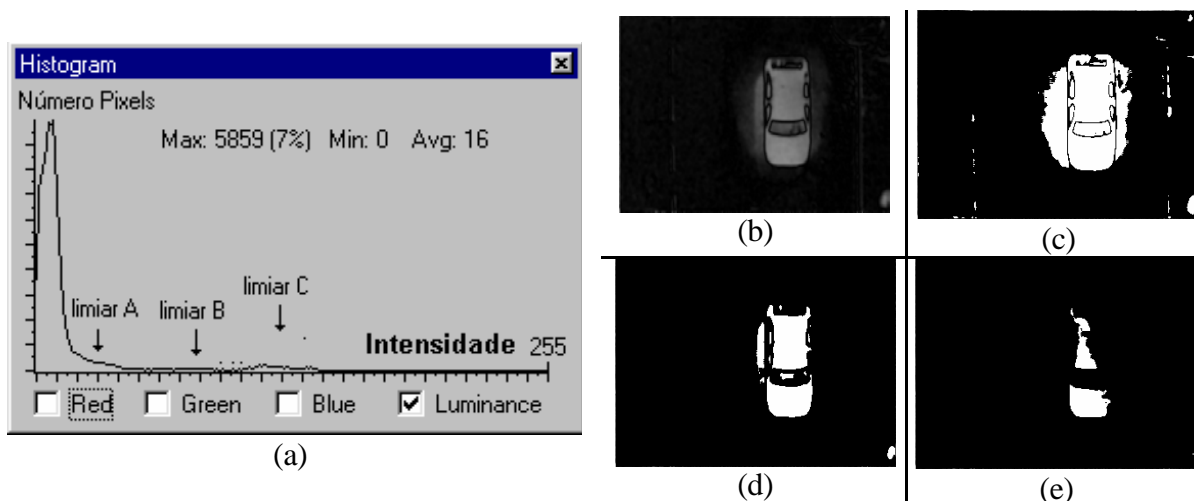 Histogram
Número Pixels
Max: 5859 (7%) Min: 0 Avg: 16
limiar A
limiar B
limiar C
Intensidade 255
Red Green Blue Luminance
(a)
(b)
(c)
(d)
(e)